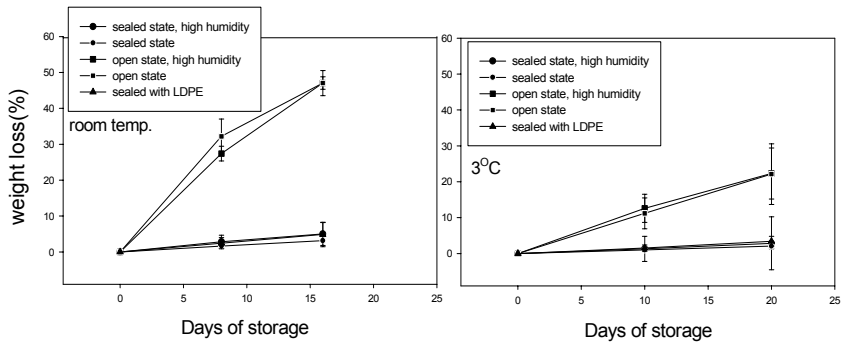 sealed state, high humidity
sealed state
open state, high humidity
open state
sealed with LDPE
room temp.
weight loss(%)
60
50
40
30
20
10
0
0 5 10 15 20 25
Days of storage
sealed state, high humidity
sealed state
open state, high humidity
open state
sealed with LDPE
3°C
60
50
40
30
20
10
0
0 5 10 15 20 25
Days of storage